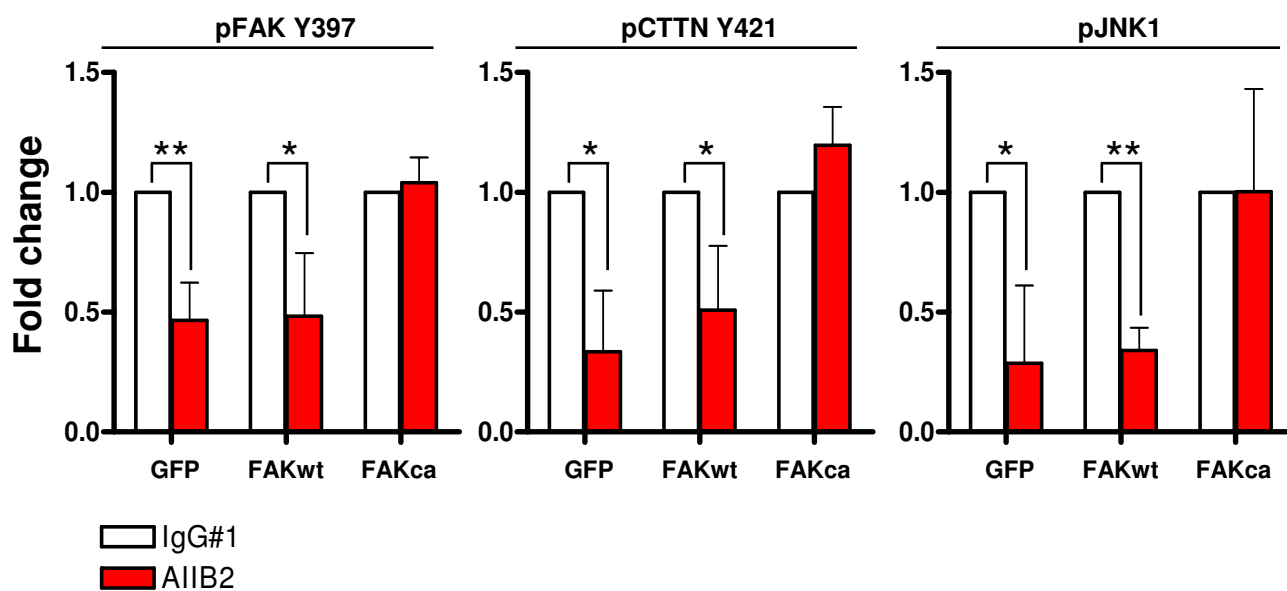 pFAK Y397 pCTTN Y421 pJNK1
Fold change
1.5 1.5 1.5
** * * * * **
1.0 1.0 1.0
0.5 0.5 0.5
0.0 0.0 0.0
GFP FAKwt FAKca GFP FAKwt FAKca GFP FAKwt FAKca
IgG#1
AIIB2